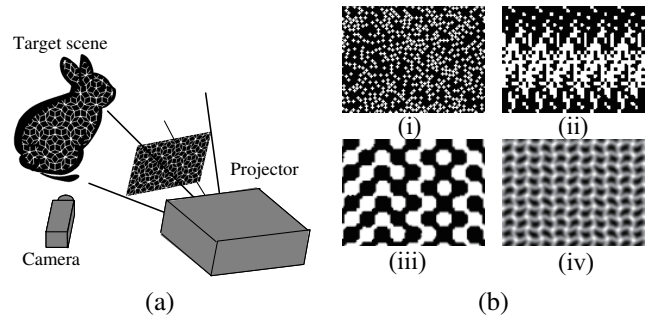 Target scene
Projector
Camera
(a)
(i)
(ii)
(iii)
(iv)
(b)